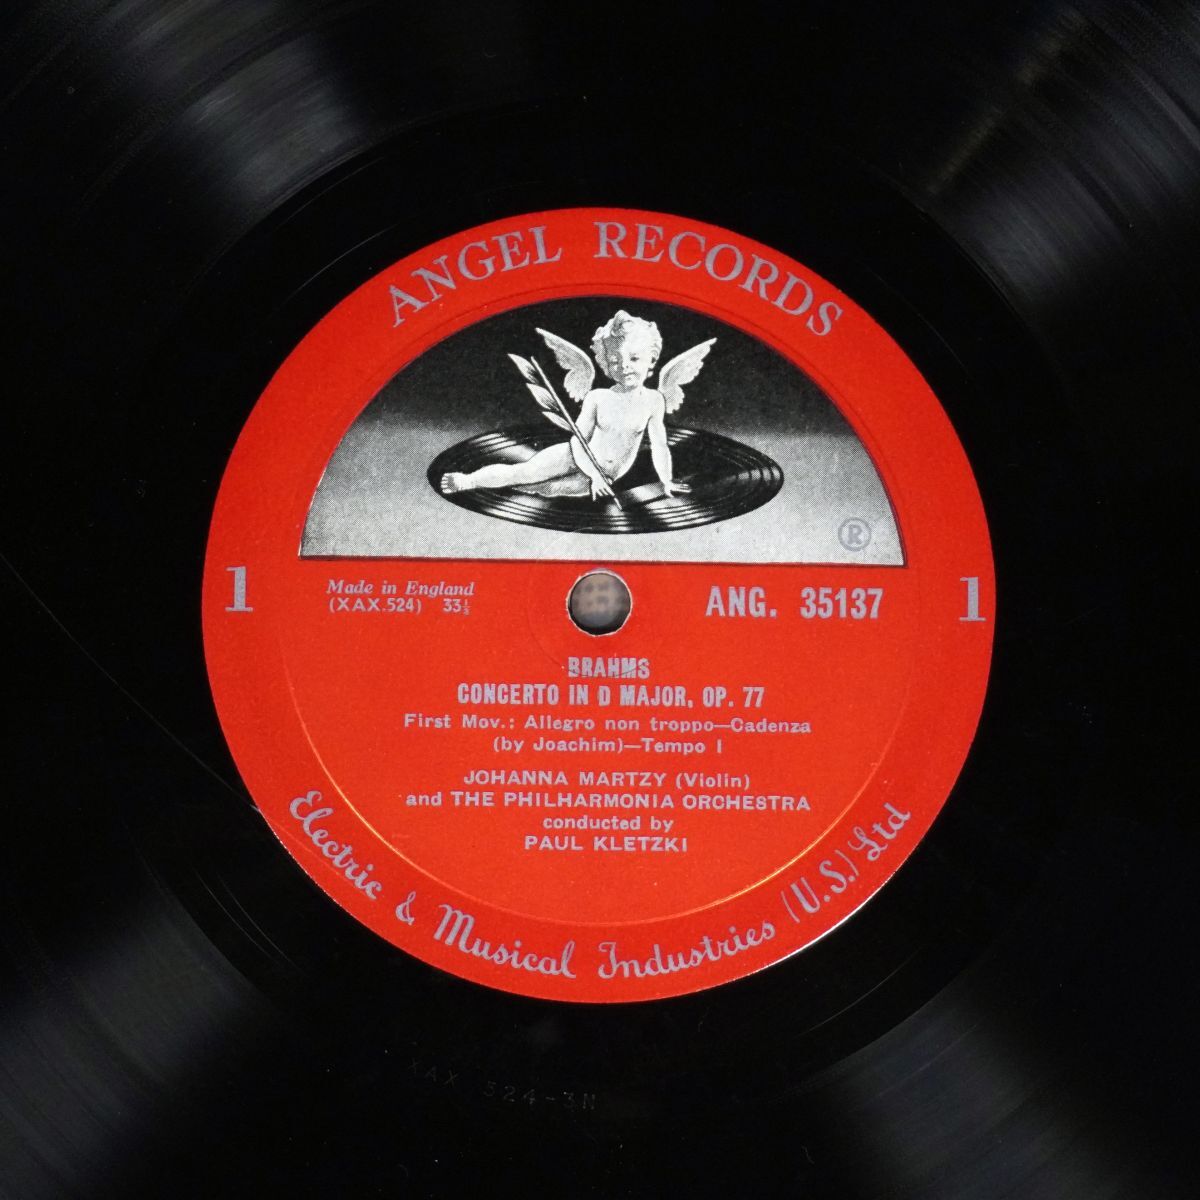 ANGEL RECORDS
®
1
1
Made in England
(XAX.524) 33⅓
ANG. 35137
BRAHMS
CONCERTO IN D MAJOR, OP. 77
First Mov.: Allegro non troppo—Cadenza
(by Joachim)—Tempo I
JOHANNA MARTZY (Violin)
and THE PHILHARMONIA ORCHESTRA
conducted by
PAUL KLETZKI
Electric & Musical Industries (U.S.) Ltd
XAX 524-3N